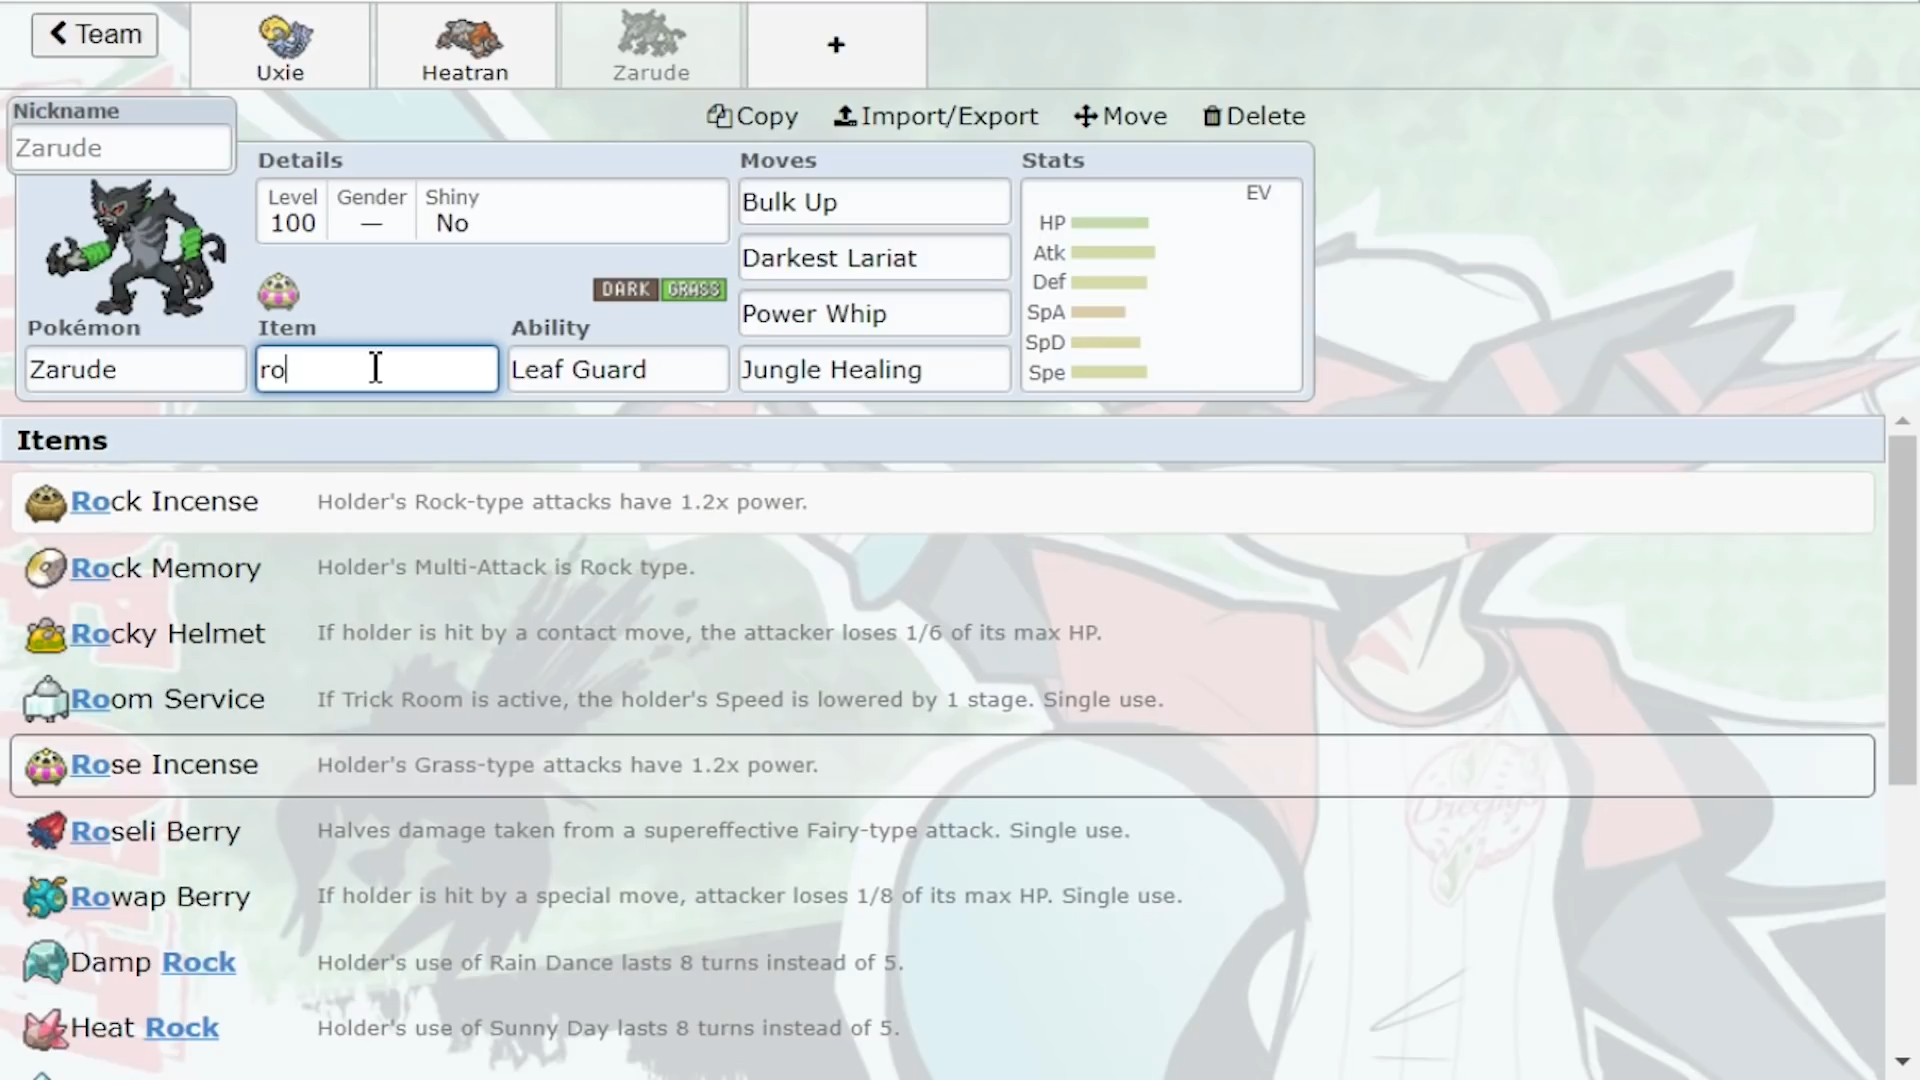 Team
Uxie
Heatran
Zarude
+
Nickname
Zarude
Copy
Import/Export
Move
Delete
Details
Moves
Stats
Level
Gender
Shiny
100
—
No
Bulk Up
EV
HP
Atk
Def
SpA
SpD
Spe
Darkest Lariat
DARK
GRASS
Power Whip
Pokémon
Item
Ability
Zarude
ro
Leaf Guard
Jungle Healing
Items
Rock Incense Holder's Rock-type attacks have 1.2x power.
Rock Memory Holder's Multi-Attack is Rock type.
Rocky Helmet If holder is hit by a contact move, the attacker loses 1/6 of its max HP.
Room Service If Trick Room is active, the holder's Speed is lowered by 1 stage. Single use.
Rose Incense Holder's Grass-type attacks have 1.2x power.
Roseli Berry Halves damage taken from a supereffective Fairy-type attack. Single use.
Rowap Berry If holder is hit by a special move, attacker loses 1/8 of its max HP. Single use.
Damp Rock Holder's use of Rain Dance lasts 8 turns instead of 5.
Heat Rock Holder's use of Sunny Day lasts 8 turns instead of 5.